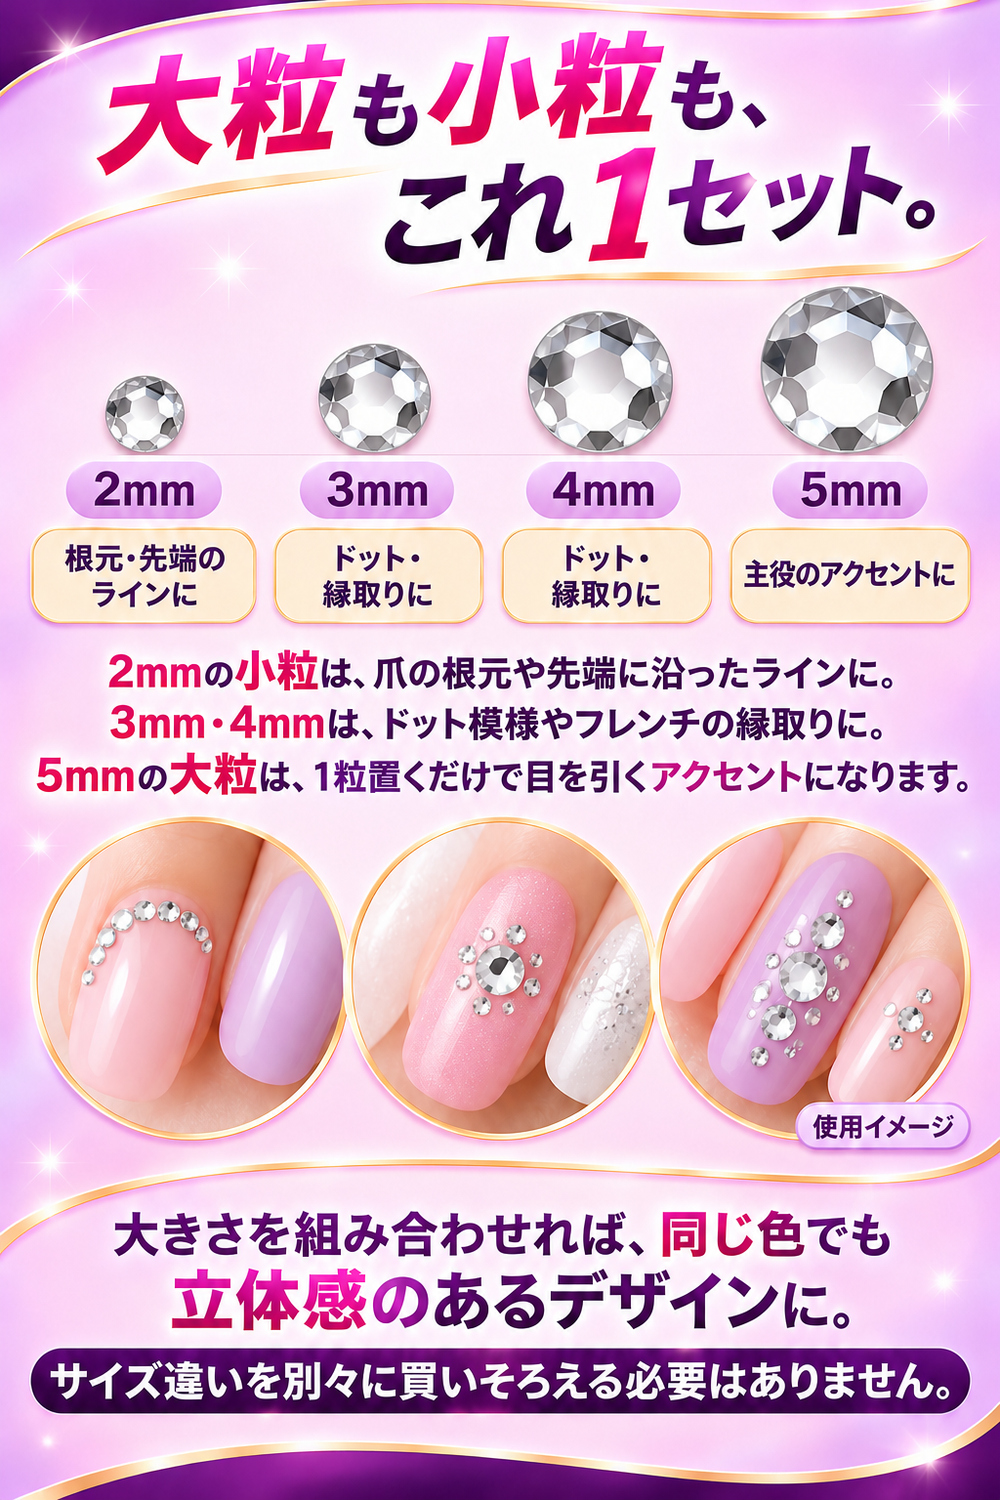 大粒も小粒も、
これ1セット。
2mm
3mm
4mm
5mm
根元・先端の
ラインに
ドット・
縁取りに
ドット・
縁取りに
主役のアクセントに
2mmの小粒は、爪の根元や先端に沿ったラインに。
3mm・4mmは、ドット模様やフレンチの縁取りに。
5mmの大粒は、1粒置くだけで目を引くアクセントになります。
使用イメージ
大きさを組み合わせれば、同じ色でも
立体感のあるデザインに。
サイズ違いを別々に買いそろえる必要はありません。